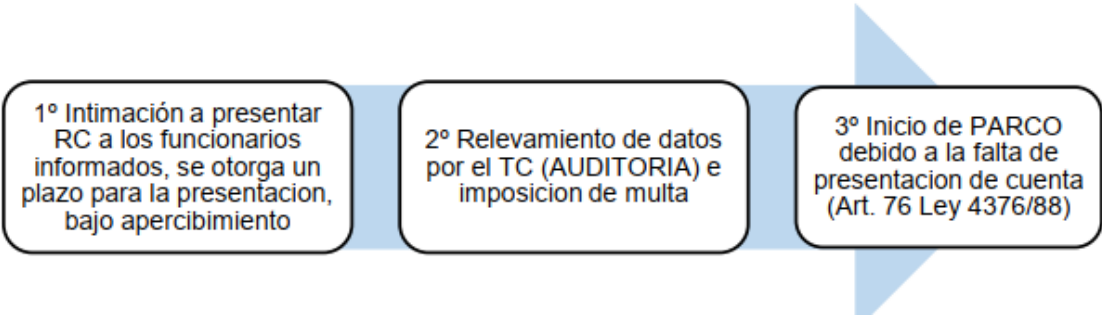 1º Intimación a presentar
RC a los funcionarios
informados, se otorga un
plazo para la presentacion,
bajo apercibimiento
2º Relevamiento de datos
por el TC (AUDITORIA) e
imposicion de multa
3º Inicio de PARCO
debido a la falta de
presentacion de cuenta
(Art. 76 Ley 4376/88)